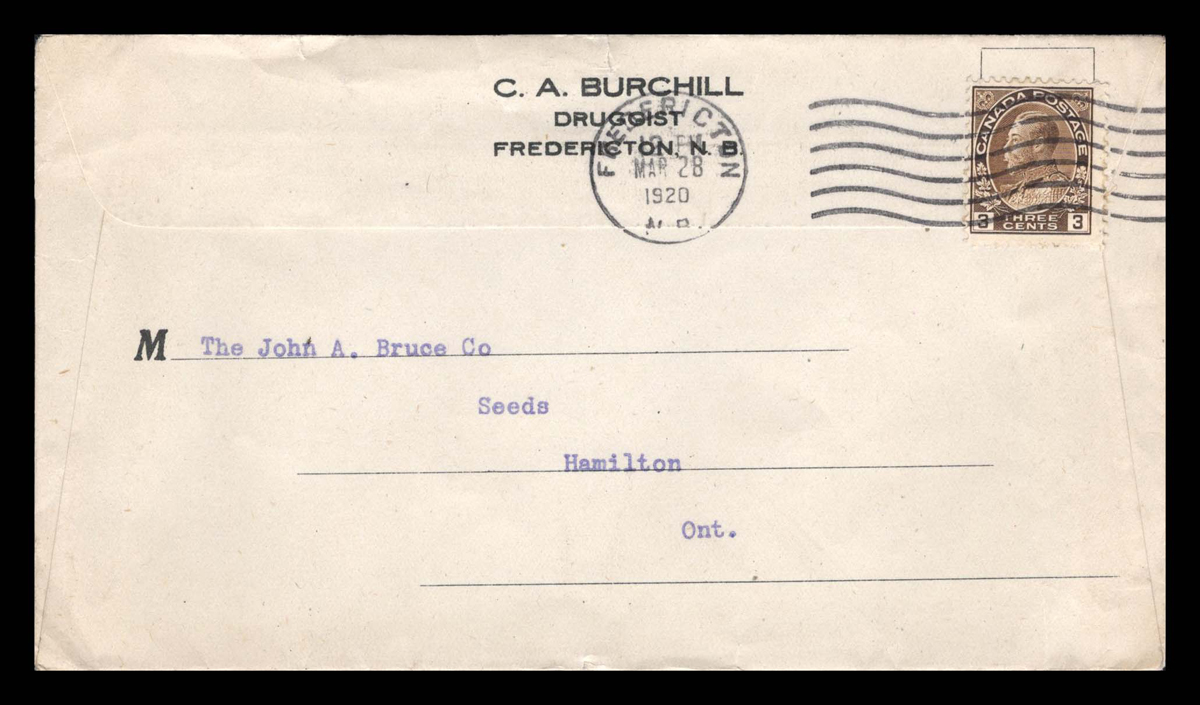 C. A. BURCHILL
DRUGGIST
FREDERICTON, N. B.
FREDERICTON
MAR 28
1920
N.B.
CANADA POSTAGE
3 THREE CENTS 3
M The John A. Bruce Co
Seeds
Hamilton
Ont.